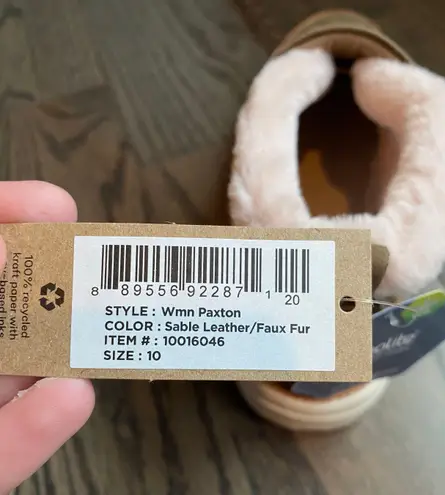 8 89556 92287 1 20
STYLE : Wmn Paxton
COLOR : Sable Leather/Faux Fur
ITEM # : 10016046
SIZE : 10
100% recycled
kraft paper with